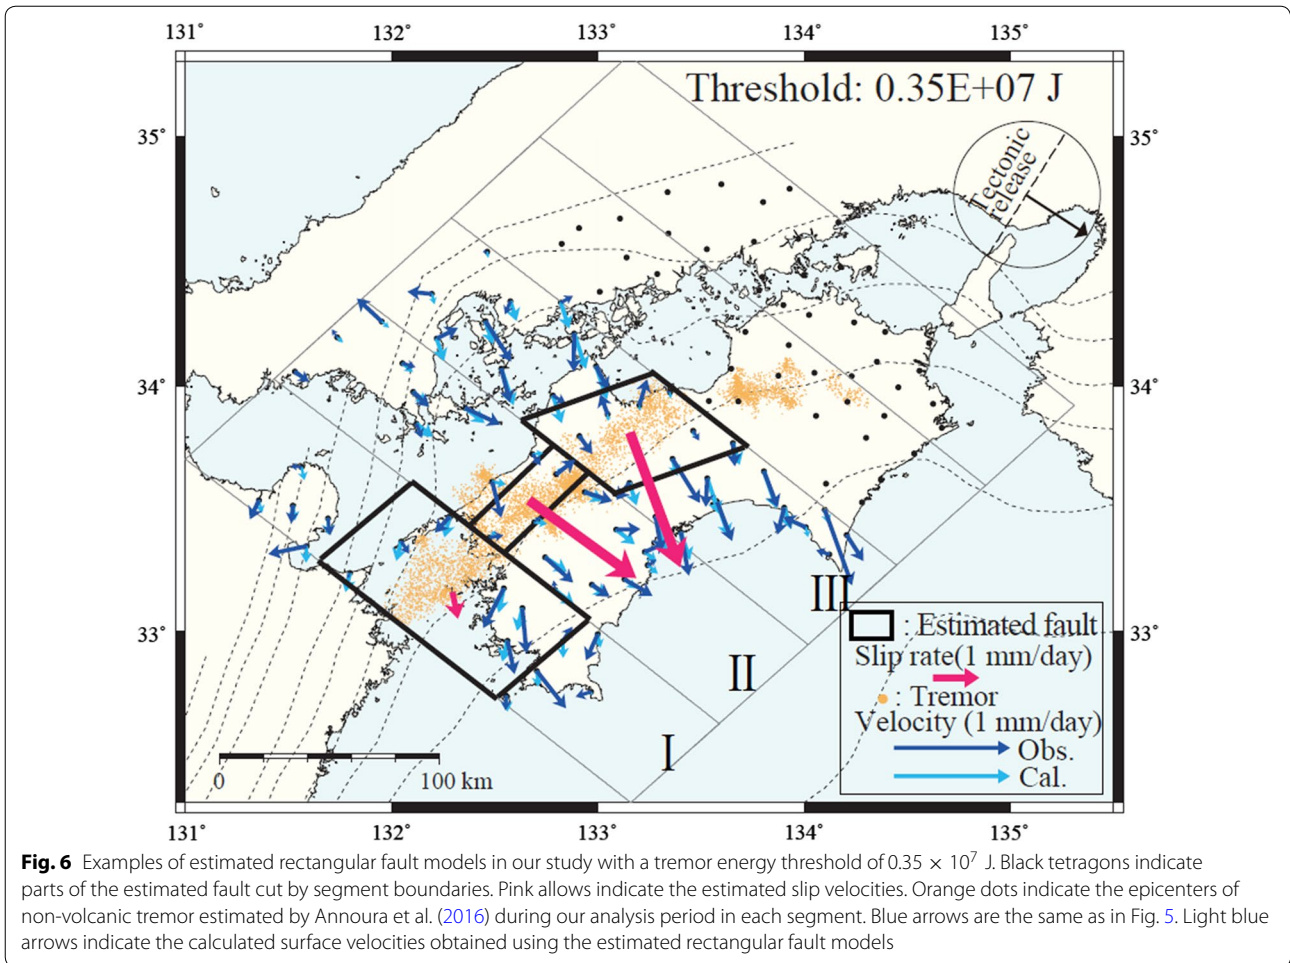 131° 132° 133° 134° 135°
Threshold: 0.35E+07 J
35° 35°
Tectonic
release
34° 34°
33° 33°
III
II
I
: Estimated fault
Slip rate(1 mm/day)
: Tremor
Velocity (1 mm/day)
Obs.
Cal.
0 100 km
131° 132° 133° 134° 135°
Fig. 6 Examples of estimated rectangular fault models in our study with a tremor energy threshold of 0.35 × 10⁷ J. Black tetragons indicate
parts of the estimated fault cut by segment boundaries. Pink allows indicate the estimated slip velocities. Orange dots indicate the epicenters of
non-volcanic tremor estimated by Annoura et al. (2016) during our analysis period in each segment. Blue arrows are the same as in Fig. 5. Light blue
arrows indicate the calculated surface velocities obtained using the estimated rectangular fault models